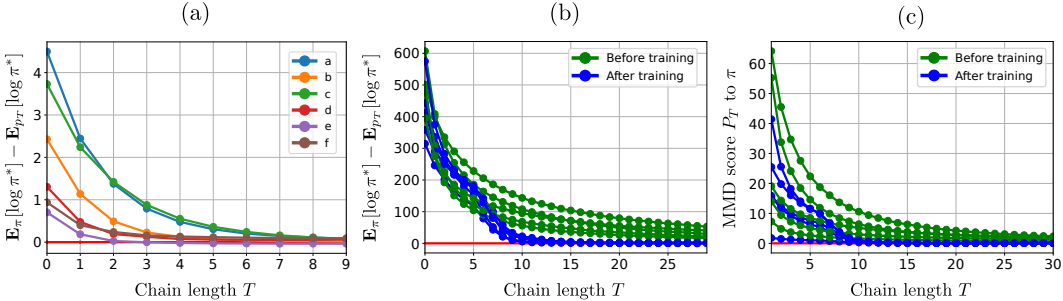 (a)
E_π [log π*] − E_{p_T} [log π*]
4
3
2
1
0
a
b
c
d
e
f
0 1 2 3 4 5 6 7 8 9
Chain length T
(b)
E_π [log π*] − E_{p_T} [log π*]
600
500
400
300
200
100
0
Before training
After training
0 5 10 15 20 25
Chain length T
(c)
MMD score P_T to π
60
50
40
30
20
10
0
Before training
After training
5 10 15 20 25 30
Chain length T